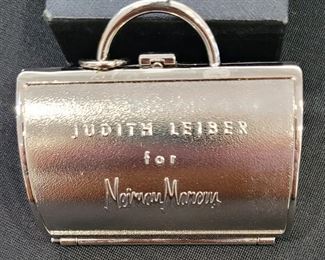 JUDITH LEIBER
for
Neiman Marcus